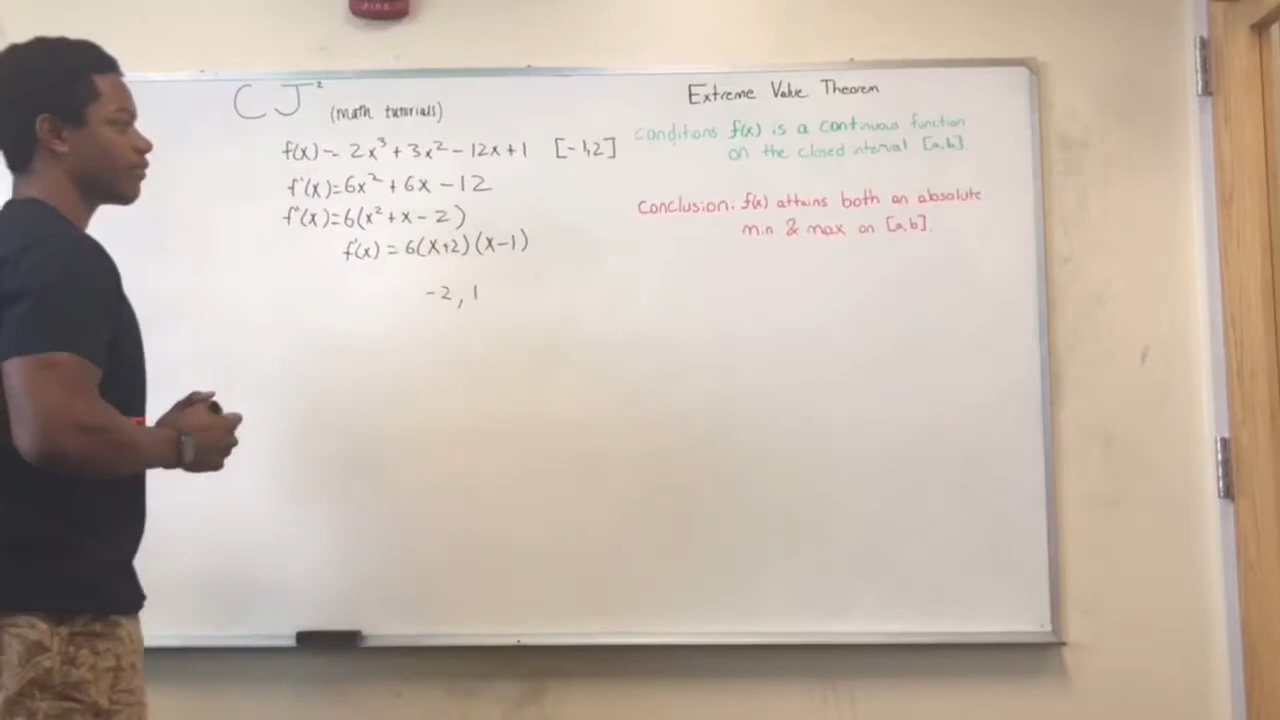 FIRE
CJ²
(math tutorials)
f(x) = 2x³ + 3x² - 12x + 1 [-1,2]
f'(x) = 6x² + 6x - 12
f'(x) = 6(x² + x - 2)
f'(x) = 6(x+2)(x-1)
-2, 1
Extreme Value Theorem
conditions f(x) is a continuous function
on the closed interval [a,b].
Conclusion: f(x) attains both an absolute
min & max on [a,b].